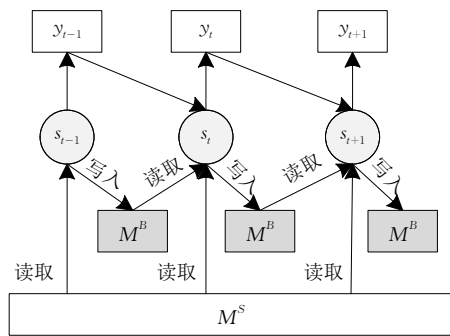 y_{t-1} y_t y_{t+1}
s_{t-1} s_t s_{t+1}
写入 读取 写入 读取 写入
M^B M^B M^B
读取 读取 读取
M^S